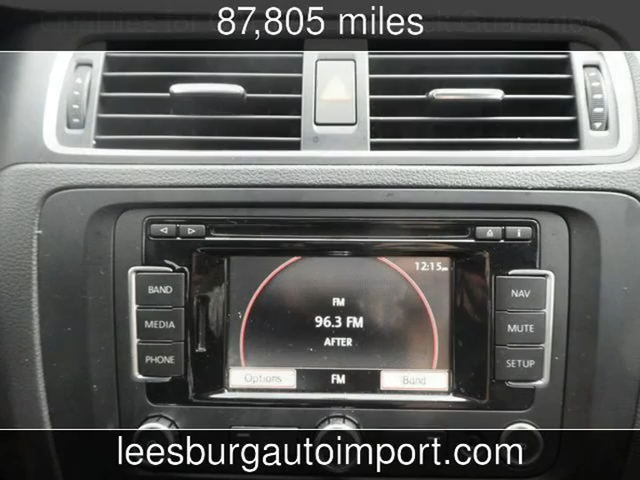 87,805 miles
12:15pm
BAND
NAV
FM
MEDIA
96.3 FM
MUTE
AFTER
PHONE
SETUP
Options
FM
Band
leesburgautoimport.com